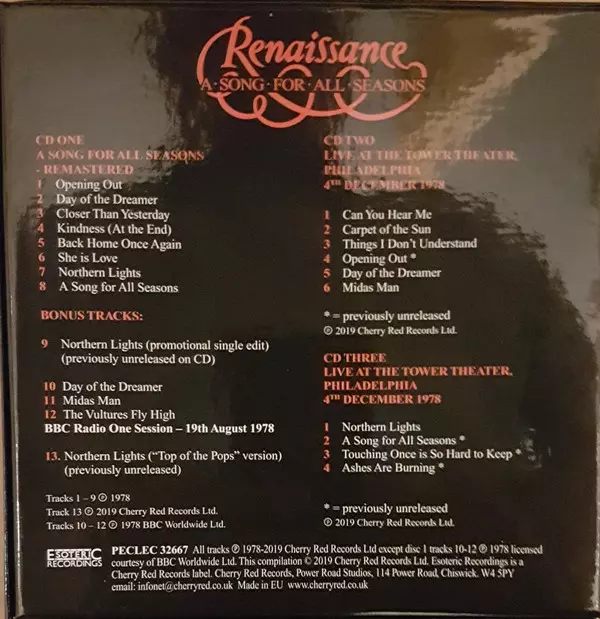 Renaissance
A·SONG·FOR·ALL·SEASONS
CD ONE
A SONG FOR ALL SEASONS
- REMASTERED
1 Opening Out
2 Day of the Dreamer
3 Closer Than Yesterday
4 Kindness (At the End)
5 Back Home Once Again
6 She is Love
7 Northern Lights
8 A Song for All Seasons
BONUS TRACKS:
9 Northern Lights (promotional single edit)
(previously unreleased on CD)
10 Day of the Dreamer
11 Midas Man
12 The Vultures Fly High
BBC Radio One Session – 19th August 1978
13. Northern Lights (“Top of the Pops” version)
(previously unreleased)
Tracks 1 – 9 ℗ 1978
Track 13 ℗ 2019 Cherry Red Records Ltd.
Tracks 10 – 12 ℗ 1978 BBC Worldwide Ltd.
CD TWO
LIVE AT THE TOWER THEATER,
PHILADELPHIA
4TH DECEMBER 1978
1 Can You Hear Me
2 Carpet of the Sun
3 Things I Don’t Understand
4 Opening Out *
5 Day of the Dreamer
6 Midas Man
* = previously unreleased
℗ 2019 Cherry Red Records Ltd.
CD THREE
LIVE AT THE TOWER THEATER,
PHILADELPHIA
4TH DECEMBER 1978
1 Northern Lights
2 A Song for All Seasons *
3 Touching Once is So Hard to Keep *
4 Ashes Are Burning *
* = previously unreleased
℗ 2019 Cherry Red Records Ltd.
ESOTERIC
RECORDINGS
PECLEC 32667 All tracks ℗ 1978-2019 Cherry Red Records Ltd except disc 1 tracks 10-12 ℗ 1978 licensed
courtesy of BBC Worldwide Ltd. This compilation © 2019 Cherry Red Records Ltd. Esoteric Recordings is a
Cherry Red Records label. Cherry Red Records, Power Road Studios, 114 Power Road, Chiswick. W4 5PY
email: infonet@cherryred.co.uk Made in EU www.cherryred.co.uk